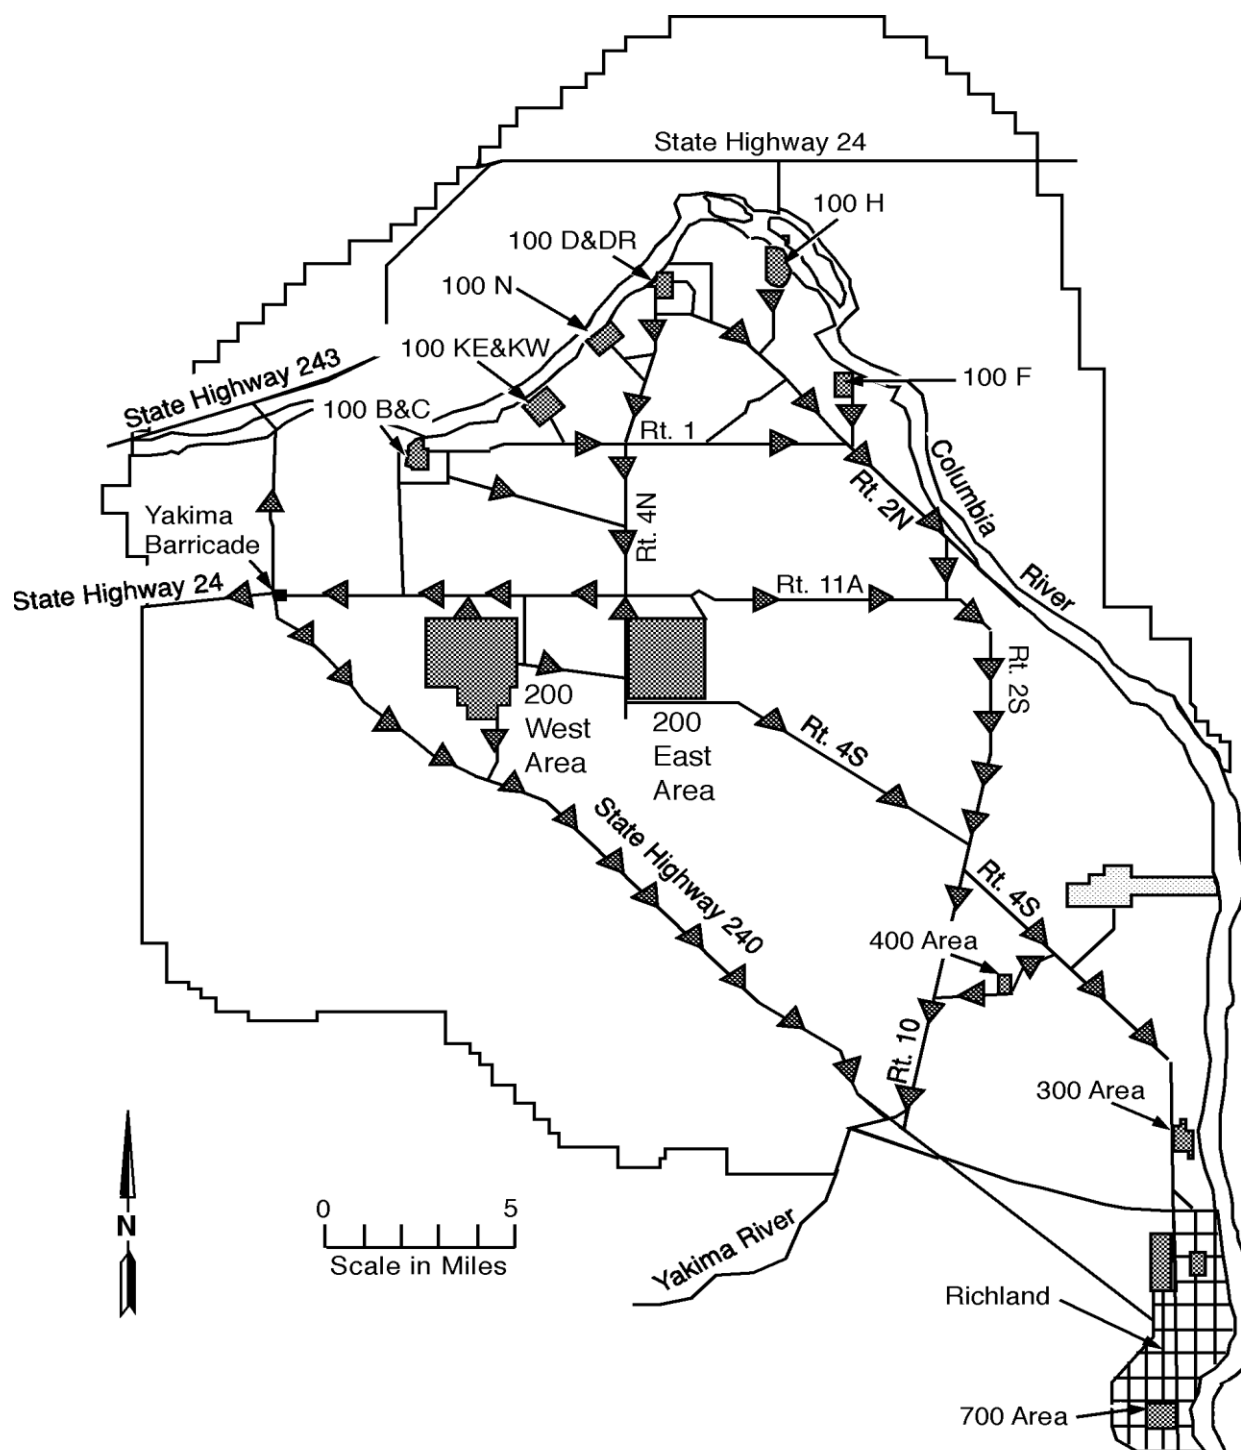 State Highway 24
100 H
100 D&DR
100 N
100 KE&KW
State Highway 243
100 F
100 B&C
Rt. 1
Columbia
River
Rt. 2N
Rt. 4N
Yakima
Barricade
State Highway 24
Rt. 11A
Rt. 2S
200
West
Area
200
East
Area
Rt. 4S
State Highway 240
Rt. 4S
400 Area
Rt. 10
300 Area
N
0 5
Scale in Miles
Yakima River
Richland
700 Area